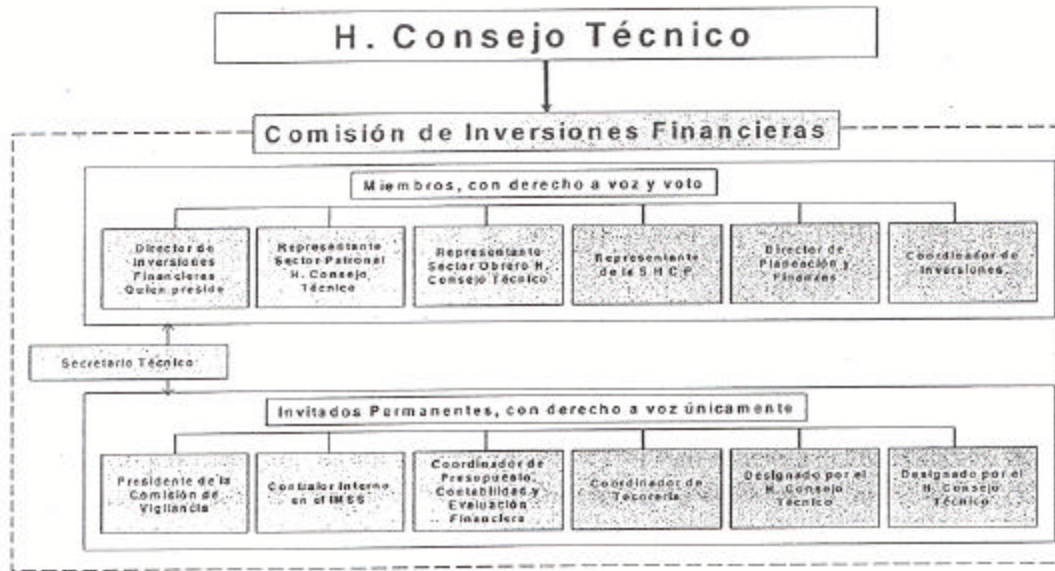 H. Consejo Técnico
Comisión de Inversiones Financieras
Miembros, con derecho a voz y voto
Director de
Inversiones
Financieras
Quien preside
Representante
Sector Patronal
H. Consejo
Técnico
Representante
Sector Obrero H.
Consejo Técnico
Representante
de la S H C P
Director de
Planeación y
Finanzas
Coordinador de
Inversiones
Secretario Técnico
Invitados Permanentes, con derecho a voz únicamente
Presidente de la
Comisión de
Vigilancia
Contralor Interno
en el IMSS
Coordinador de
Presupuesto,
Contabilidad y
Evaluación
Financiera
Coordinador de
Tesorería
Designado por el
H. Consejo
Técnico
Designado por el
H. Consejo
Técnico